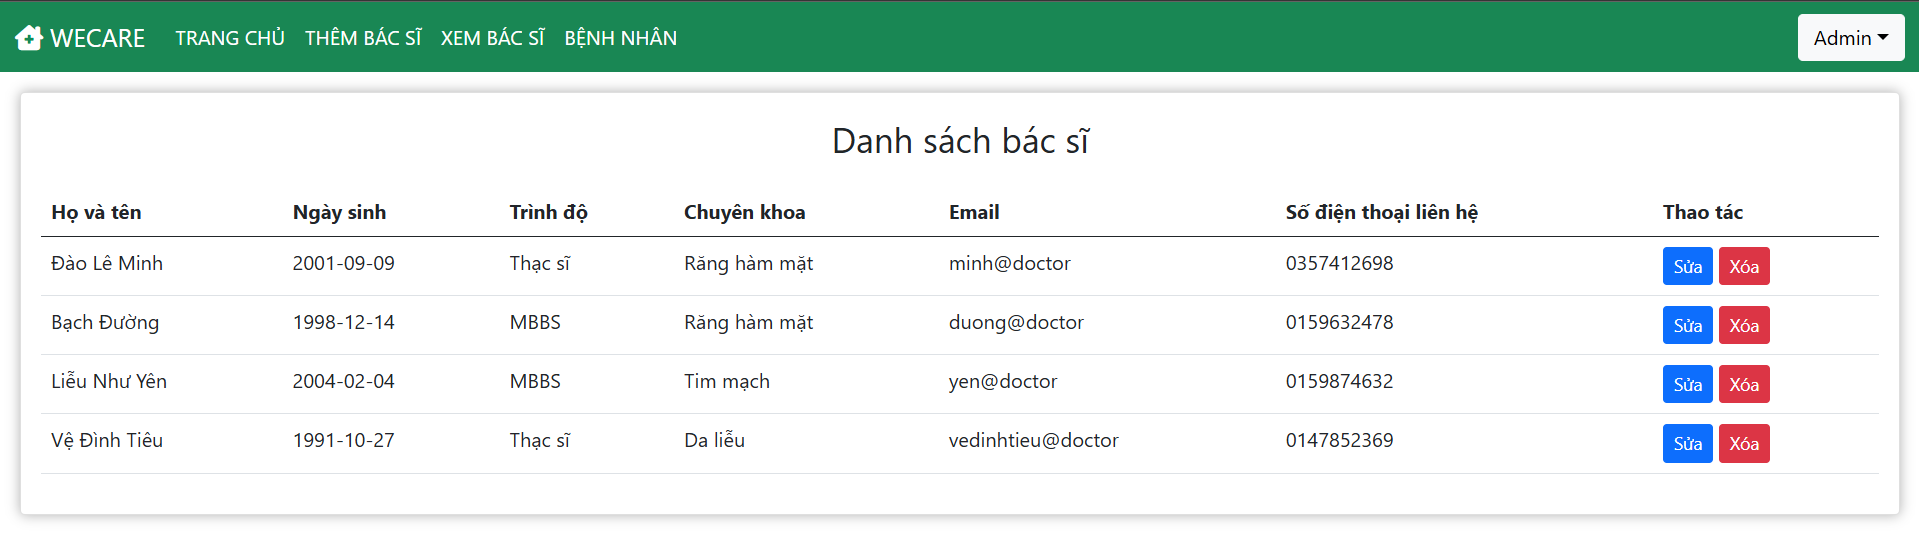 WECARE TRANG CHỦ THÊM BÁC SĨ XEM BÁC SĨ BỆNH NHÂN Admin
Danh sách bác sĩ
Họ và tên Ngày sinh Trình độ Chuyên khoa Email Số điện thoại liên hệ Thao tác
Đào Lê Minh 2001-09-09 Thạc sĩ Răng hàm mặt minh@doctor 0357412698 Sửa Xóa
Bạch Đường 1998-12-14 MBBS Răng hàm mặt duong@doctor 0159632478 Sửa Xóa
Liễu Như Yên 2004-02-04 MBBS Tim mạch yen@doctor 0159874632 Sửa Xóa
Vệ Đình Tiêu 1991-10-27 Thạc sĩ Da liễu vedinhtieu@doctor 0147852369 Sửa Xóa